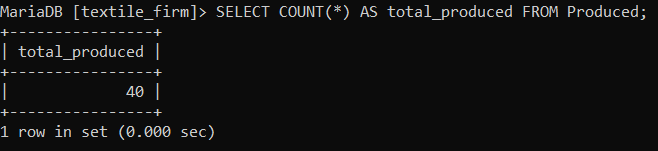 MariaDB [textile_firm]> SELECT COUNT(*) AS total_produced FROM Produced;
+----------------+
| total_produced |
+----------------+
|             40 |
+----------------+
1 row in set (0.000 sec)